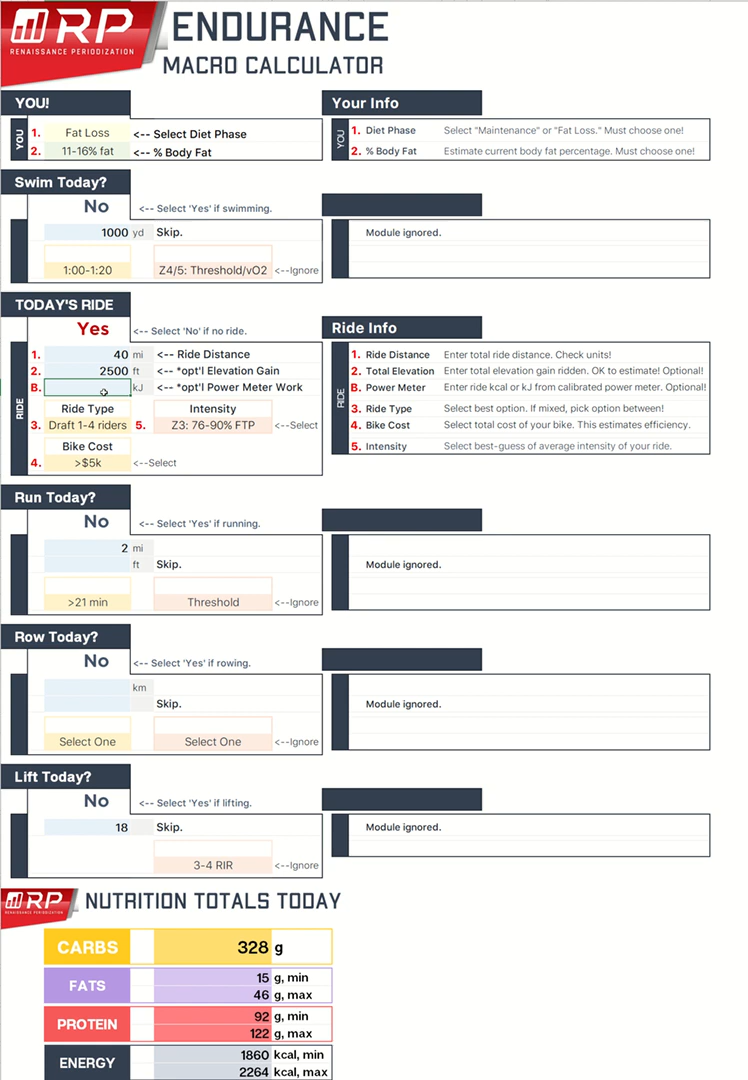 RP ENDURANCE
RENAISSANCE PERIODIZATION
MACRO CALCULATOR
YOU!
Your Info
YOU
1. Fat Loss <-- Select Diet Phase
2. 11-16% fat <-- % Body Fat
YOU
1. Diet Phase Select "Maintenance" or "Fat Loss." Must choose one!
2. % Body Fat Estimate current body fat percentage. Must choose one!
Swim Today?
No <-- Select 'Yes' if swimming.
1000 yd Skip.
Module ignored.
1:00-1:20 Z4/5: Threshold/vO2 <--Ignore
TODAY'S RIDE
Yes <-- Select 'No' if no ride.
Ride Info
RIDE
1. 40 mi <-- Ride Distance
2. 2500 ft <-- *opt'l Elevation Gain
B. kJ <-- *opt'l Power Meter Work
Ride Type Intensity
3. Draft 1-4 riders 5. Z3: 76-90% FTP <--Select
Bike Cost
4. >$5k <--Select
RIDE
1. Ride Distance Enter total ride distance. Check units!
2. Total Elevation Enter total elevation gain ridden. OK to estimate! Optional!
B. Power Meter Enter ride kcal or kJ from calibrated power meter. Optional!
3. Ride Type Select best option. If mixed, pick option between!
4. Bike Cost Select total cost of your bike. This estimates efficiency.
5. Intensity Select best-guess of average intensity of your ride.
Run Today?
No <-- Select 'Yes' if running.
2 mi
ft Skip.
Module ignored.
>21 min Threshold <--Ignore
Row Today?
No <-- Select 'Yes' if rowing.
km
Skip.
Module ignored.
Select One Select One <--Ignore
Lift Today?
No <-- Select 'Yes' if lifting.
18 Skip.
Module ignored.
3-4 RIR <--Ignore
RP NUTRITION TOTALS TODAY
RENAISSANCE PERIODIZATION
CARBS 328 g
FATS 15 g, min
46 g, max
PROTEIN 92 g, min
122 g, max
ENERGY 1860 kcal, min
2264 kcal, max